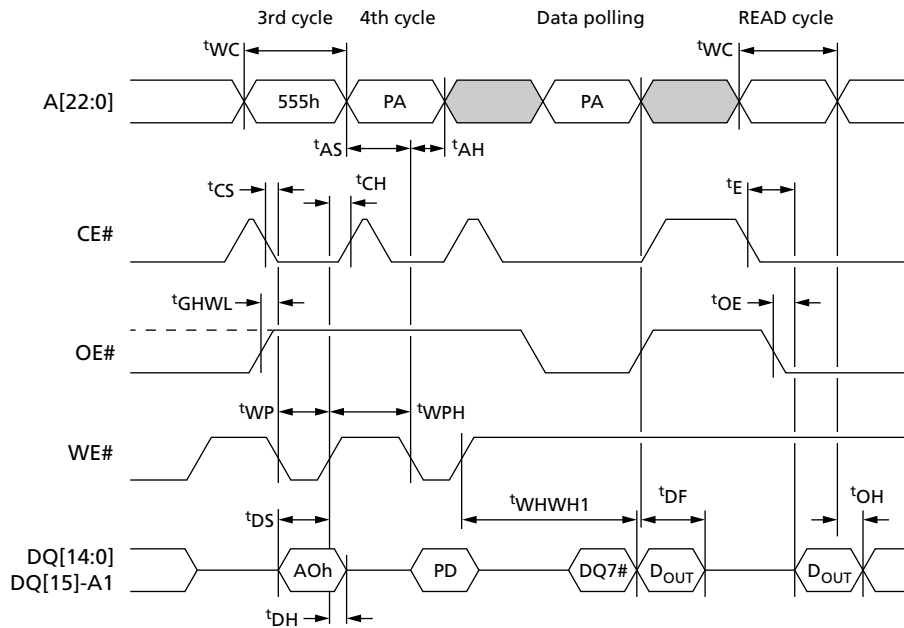 3rd cycle 4th cycle Data polling READ cycle
tWC tWC
A[22:0] 555h PA PA
tAS tAH
tCS tCH tE
CE#
tGHWL tOE
OE#
tWP tWPH
WE#
tWHWH1 tDF tOH
tDS
DQ[14:0]
DQ[15]-A1 AOh PD DQ7# DOUT DOUT
tDH